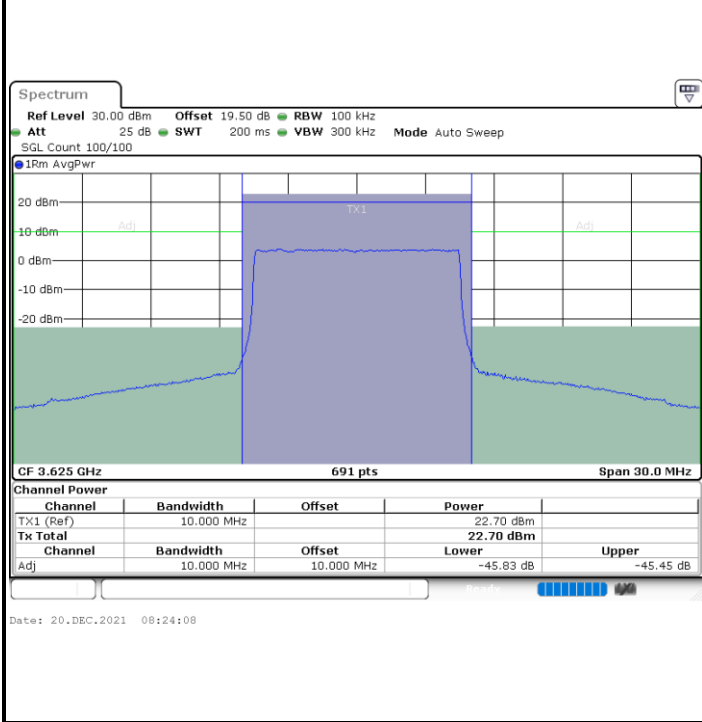 Spectrum
Ref Level 30.00 dBm Offset 19.50 dB RBW 100 kHz
Att 25 dB SWT 200 ms VBW 300 kHz Mode Auto Sweep
SGL Count 100/100
1Rm AvgPwr
20 dBm
TX1
Adj Adj
10 dBm
0 dBm
-10 dBm
-20 dBm
CF 3.625 GHz 691 pts Span 30.0 MHz
Channel Power
Channel Bandwidth Offset Power
TX1 (Ref) 10.000 MHz 22.70 dBm
Tx Total 22.70 dBm
Channel Bandwidth Offset Lower Upper
Adj 10.000 MHz 10.000 MHz -45.83 dB -45.45 dB
Ready
Date: 20.DEC.2021 08:24:08